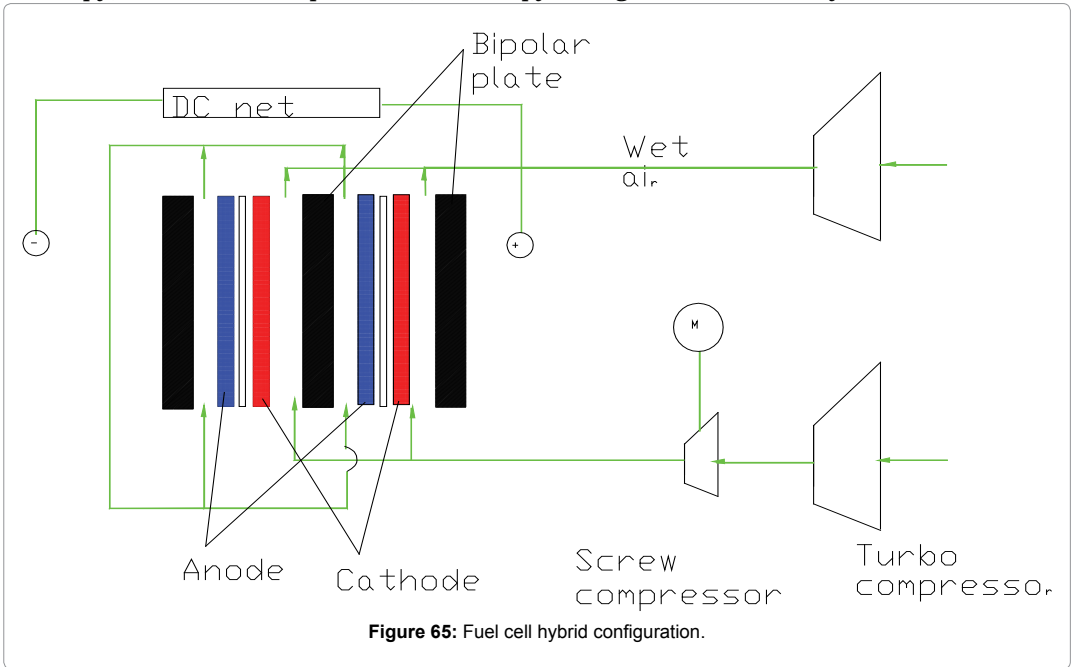 Bipolar
plate
DC net
Wet
air
-
+
M
Anode
Cathode
Screw
compressor
Turbo
compressor
Figure 65: Fuel cell hybrid configuration.